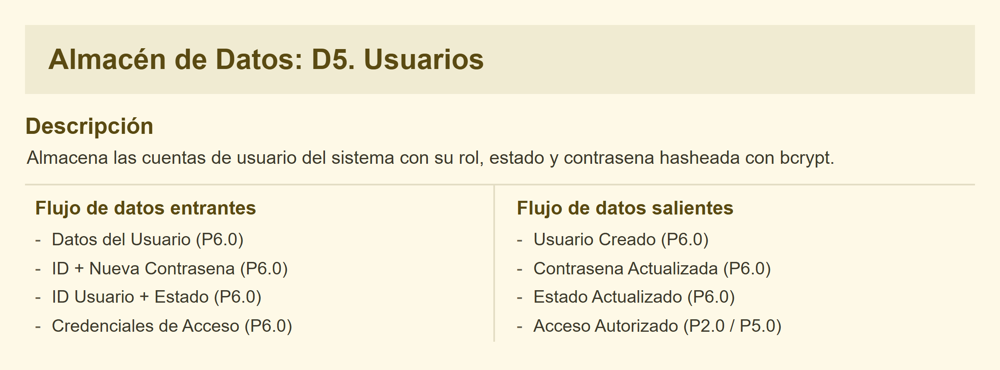 Almacén de Datos: D5. Usuarios
Descripción
Almacena las cuentas de usuario del sistema con su rol, estado y contrasena hasheada con bcrypt.
Flujo de datos entrantes
- Datos del Usuario (P6.0)
- ID + Nueva Contrasena (P6.0)
- ID Usuario + Estado (P6.0)
- Credenciales de Acceso (P6.0)
Flujo de datos salientes
- Usuario Creado (P6.0)
- Contrasena Actualizada (P6.0)
- Estado Actualizado (P6.0)
- Acceso Autorizado (P2.0 / P5.0)